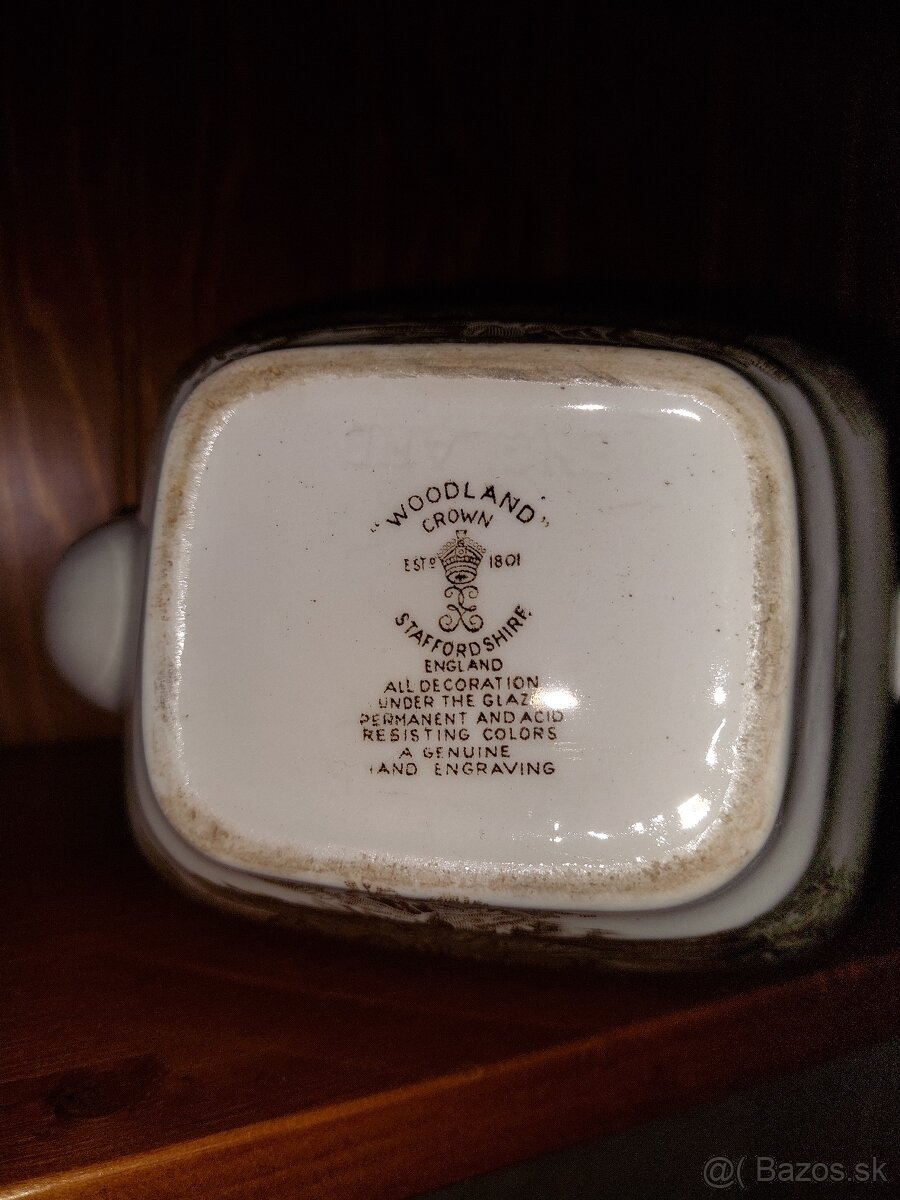 "WOODLAND"
CROWN
ESTD 1801
STAFFORDSHIRE
ENGLAND
ALL DECORATION
UNDER THE GLAZE
PERMANENT AND ACID
RESISTING COLORS
A GENUINE
HAND ENGRAVING
@( Bazos.sk